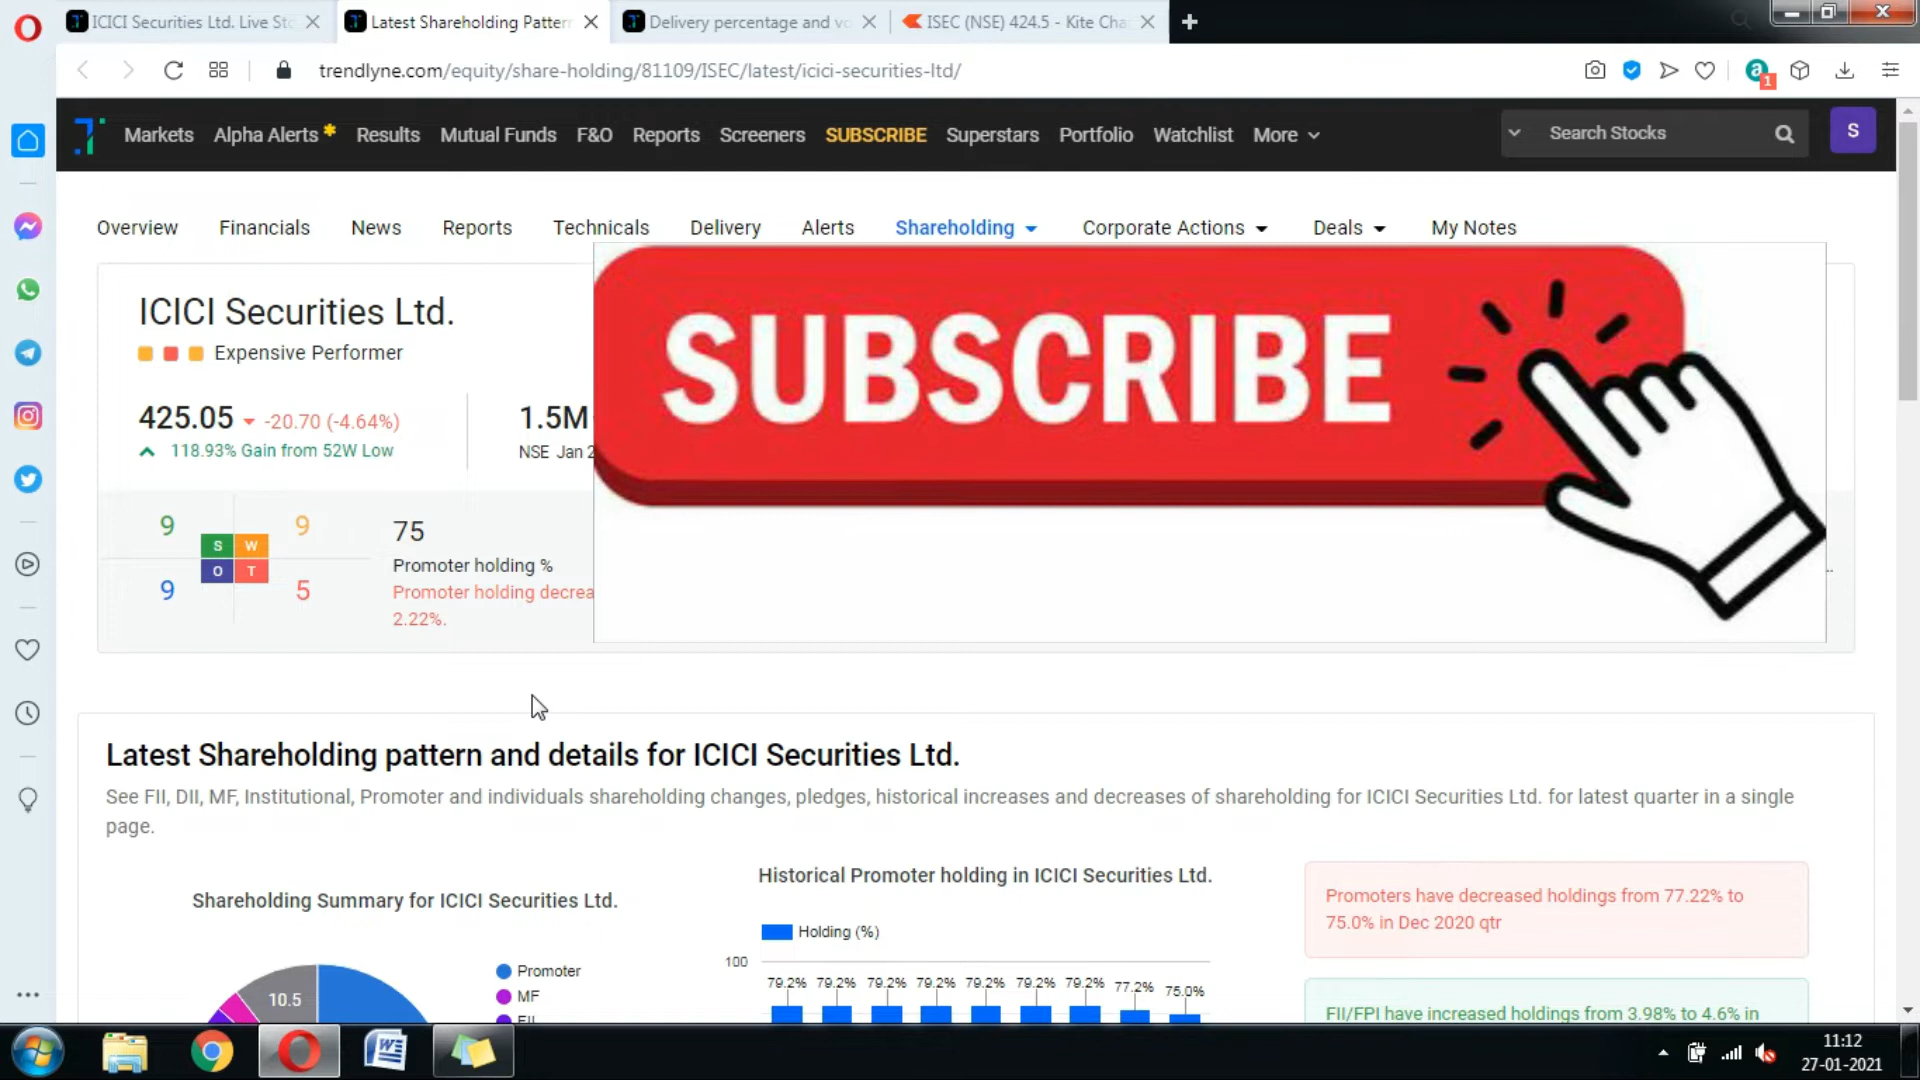 ICICI Securities Ltd. Live Sto
Latest Shareholding Pattern
Delivery percentage and vo
ISEC (NSE) 424.5 - Kite Cha
trendlyne.com/equity/share-holding/81109/ISEC/latest/icici-securities-ltd/
a
1
Markets
Alpha Alerts
Results
Mutual Funds
F&O
Reports
Screeners
SUBSCRIBE
Superstars
Portfolio
Watchlist
More
Search Stocks
S
Overview
Financials
News
Reports
Technicals
Delivery
Alerts
Shareholding
Corporate Actions
Deals
My Notes
ICICI Securities Ltd.
Expensive Performer
425.05 -20.70 (-4.64%)
118.93% Gain from 52W Low
1.5M
NSE Jan 2
SUBSCRIBE
9
9
S W
O T
9
5
75
Promoter holding %
Promoter holding decrea
2.22%.
Latest Shareholding pattern and details for ICICI Securities Ltd.
See FII, DII, MF, Institutional, Promoter and individuals shareholding changes, pledges, historical increases and decreases of shareholding for ICICI Securities Ltd. for latest quarter in a single
page.
Shareholding Summary for ICICI Securities Ltd.
10.5
Promoter
MF
FII
Historical Promoter holding in ICICI Securities Ltd.
Holding (%)
100
79.2% 79.2% 79.2% 79.2% 79.2% 79.2% 79.2% 77.2% 75.0%
Promoters have decreased holdings from 77.22% to
75.0% in Dec 2020 qtr
FII/FPI have increased holdings from 3.98% to 4.6% in
11:12
27-01-2021